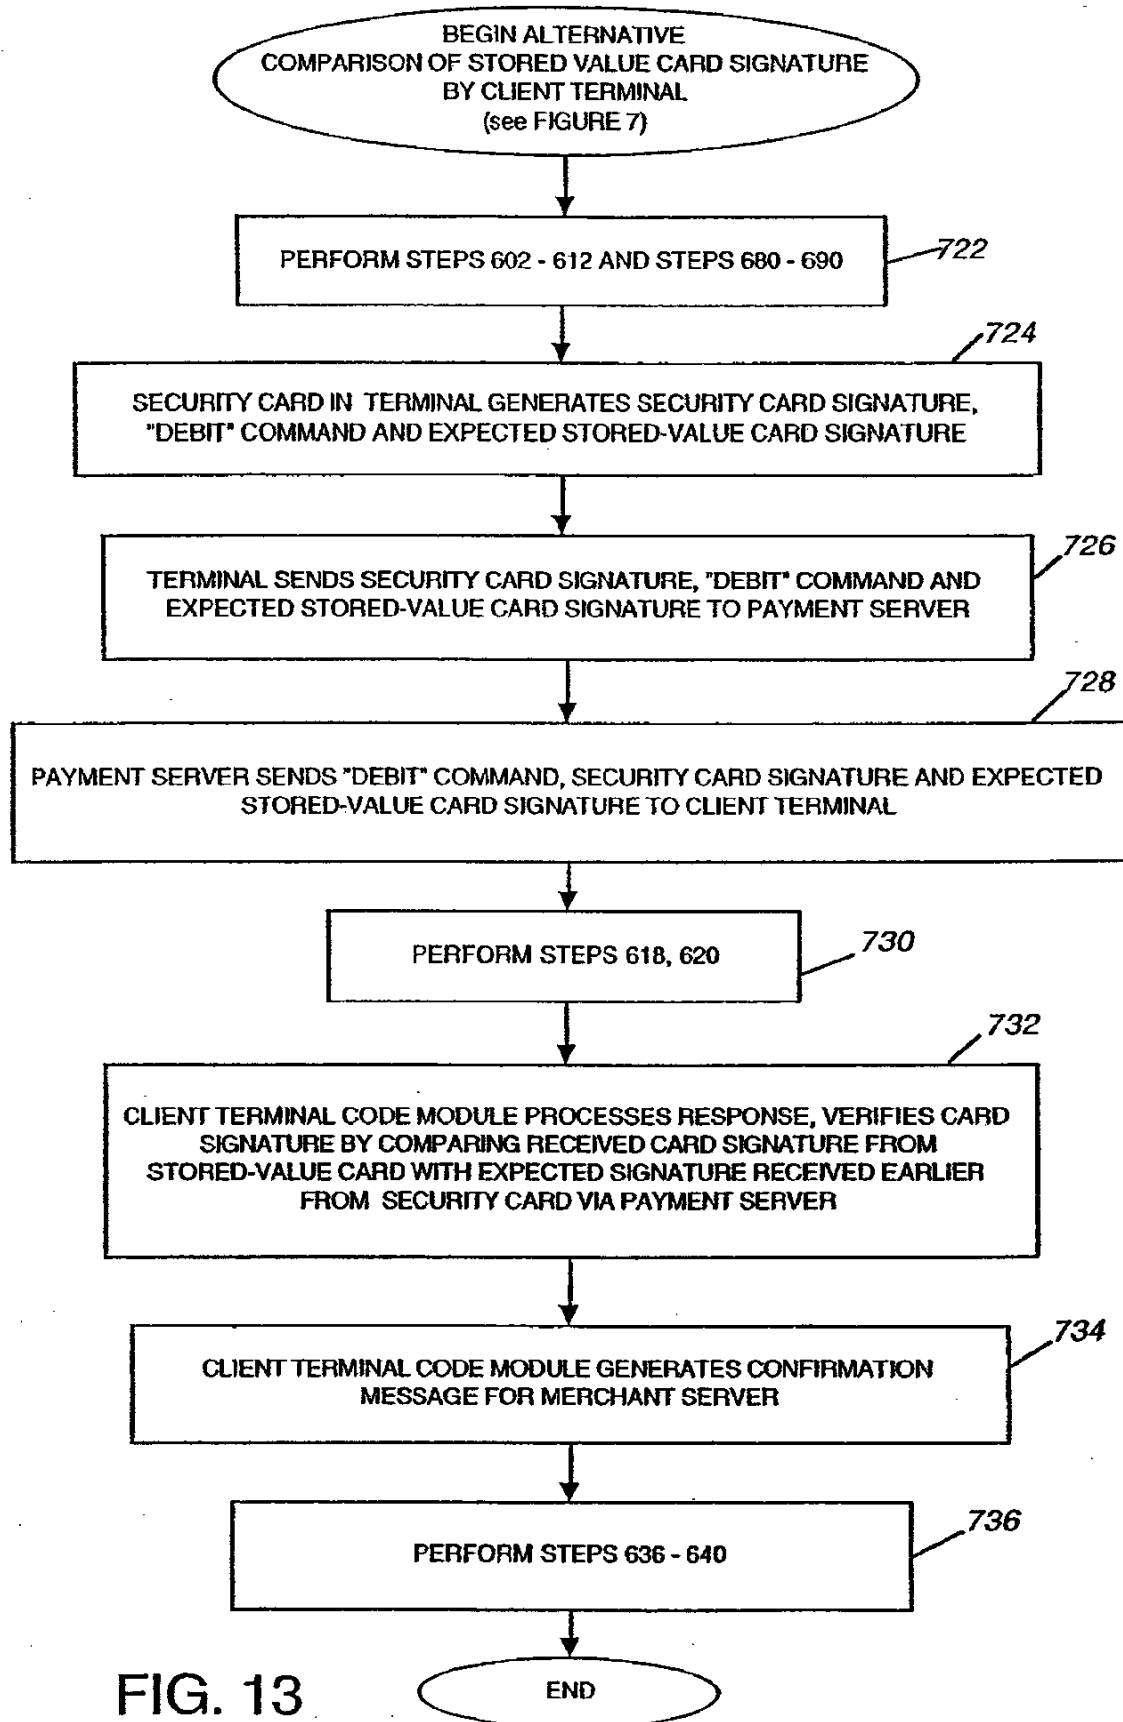 BEGIN ALTERNATIVE
COMPARISON OF STORED VALUE CARD SIGNATURE
BY CLIENT TERMINAL
(see FIGURE 7)
PERFORM STEPS 602 - 612 AND STEPS 680 - 690
722
724
SECURITY CARD IN TERMINAL GENERATES SECURITY CARD SIGNATURE,
"DEBIT" COMMAND AND EXPECTED STORED-VALUE CARD SIGNATURE
726
TERMINAL SENDS SECURITY CARD SIGNATURE, "DEBIT" COMMAND AND
EXPECTED STORED-VALUE CARD SIGNATURE TO PAYMENT SERVER
728
PAYMENT SERVER SENDS "DEBIT" COMMAND, SECURITY CARD SIGNATURE AND EXPECTED
STORED-VALUE CARD SIGNATURE TO CLIENT TERMINAL
PERFORM STEPS 618, 620
730
732
CLIENT TERMINAL CODE MODULE PROCESSES RESPONSE, VERIFIES CARD
SIGNATURE BY COMPARING RECEIVED CARD SIGNATURE FROM
STORED-VALUE CARD WITH EXPECTED SIGNATURE RECEIVED EARLIER
FROM SECURITY CARD VIA PAYMENT SERVER
734
CLIENT TERMINAL CODE MODULE GENERATES CONFIRMATION
MESSAGE FOR MERCHANT SERVER
736
PERFORM STEPS 636 - 640
END
FIG. 13